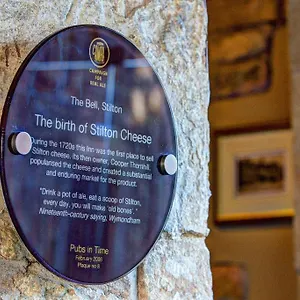 CAMPAIGN
FOR
REAL ALE
The Bell, Stilton
The birth of Stilton Cheese
During the 1720s this inn was the first place to sell
Stilton cheese. Its then owner, Cooper Thornhill,
popularised the cheese and created a substantial
and enduring market for the product.
"Drink a pot of ale, eat a scoop of Stilton,
every day, you will make 'old bones'."
Nineteenth-century saying, Wymondham
Pubs in Time
February
Plaque no